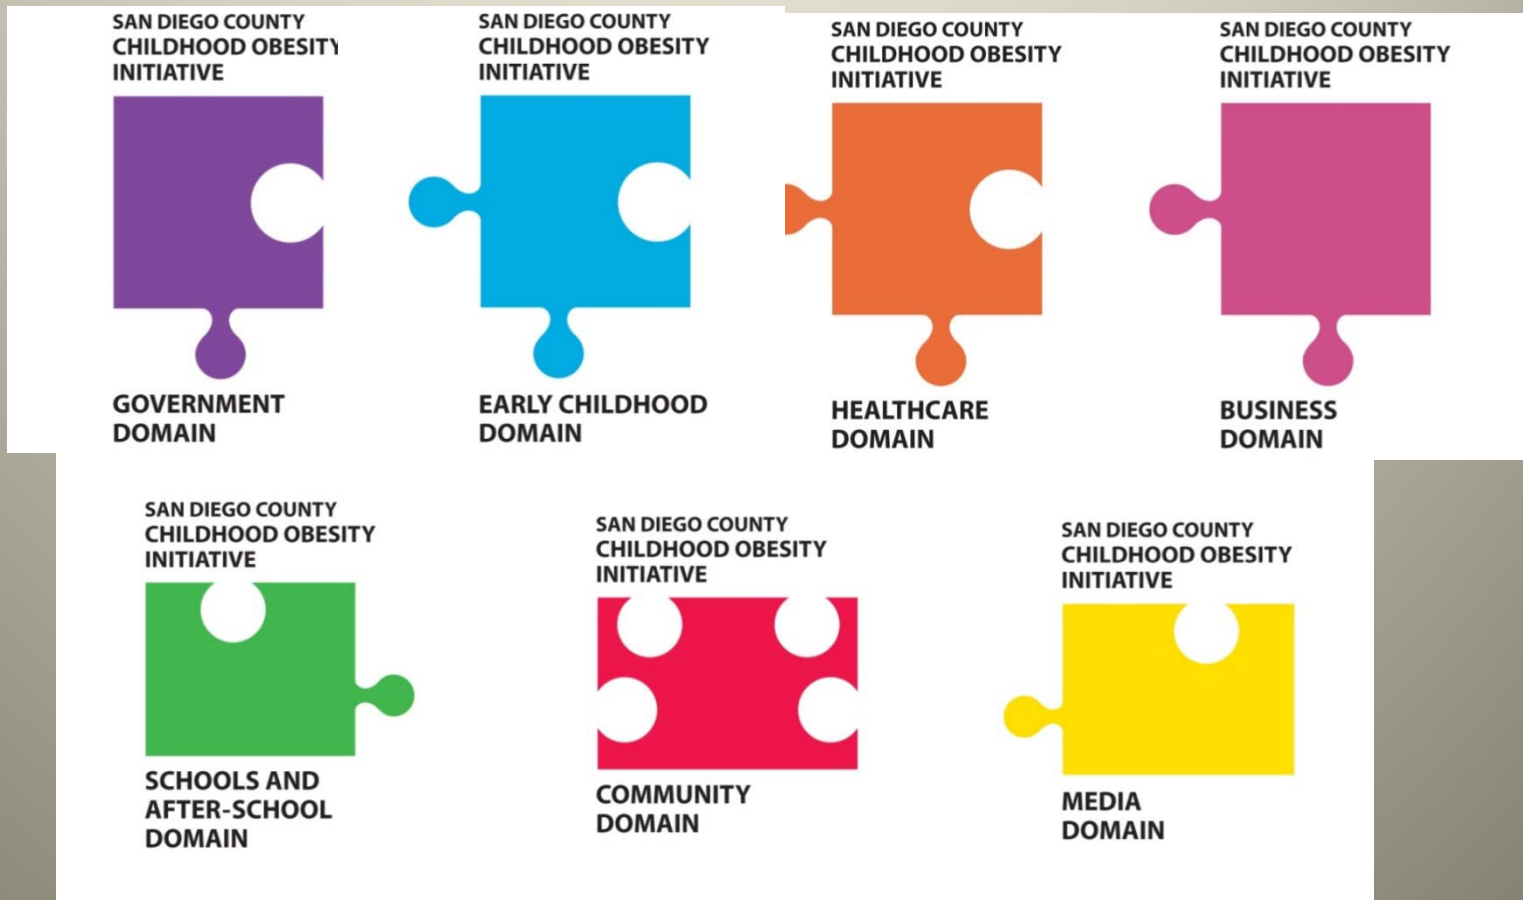 SAN DIEGO COUNTY
CHILDHOOD OBESITY
INITIATIVE
GOVERNMENT
DOMAIN
SAN DIEGO COUNTY
CHILDHOOD OBESITY
INITIATIVE
EARLY CHILDHOOD
DOMAIN
SAN DIEGO COUNTY
CHILDHOOD OBESITY
INITIATIVE
HEALTHCARE
DOMAIN
SAN DIEGO COUNTY
CHILDHOOD OBESITY
INITIATIVE
BUSINESS
DOMAIN
SAN DIEGO COUNTY
CHILDHOOD OBESITY
INITIATIVE
SCHOOLS AND
AFTER-SCHOOL
DOMAIN
SAN DIEGO COUNTY
CHILDHOOD OBESITY
INITIATIVE
COMMUNITY
DOMAIN
SAN DIEGO COUNTY
CHILDHOOD OBESITY
INITIATIVE
MEDIA
DOMAIN